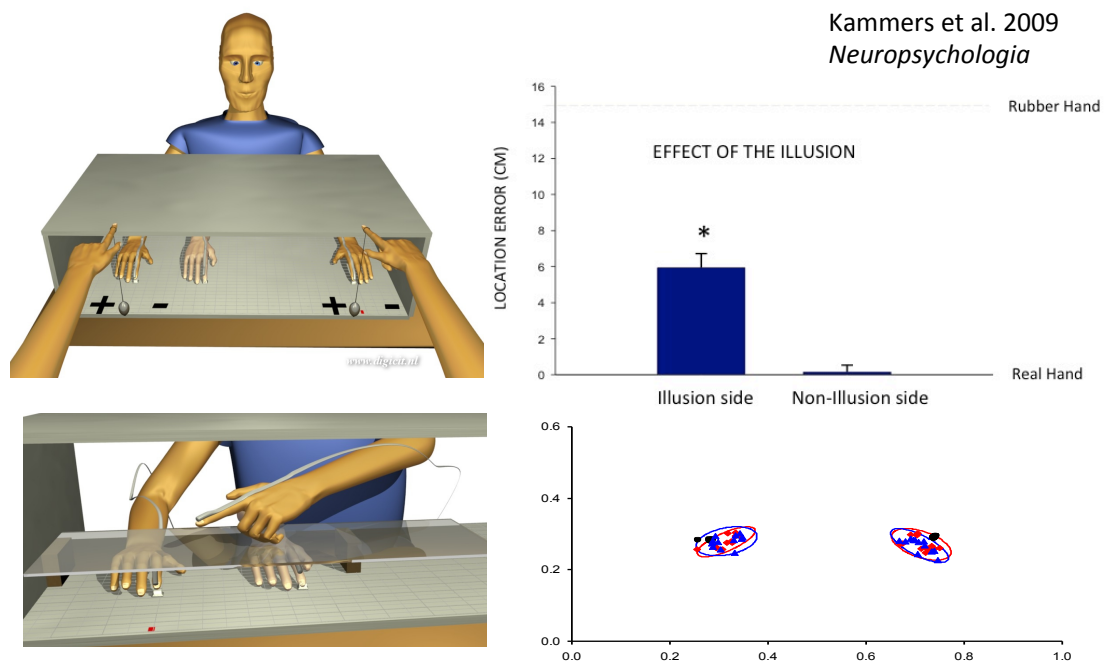 Kammers et al. 2009
Neuropsychologia
www.digicit.nl
LOCATION ERROR (CM)
16
14
12
10
8
6
4
2
0
Rubber Hand
EFFECT OF THE ILLUSION
*
Real Hand
Illusion side Non-Illusion side
+ - + -
0.6
0.4
0.2
0.0
0.0 0.2 0.4 0.6 0.8 1.0